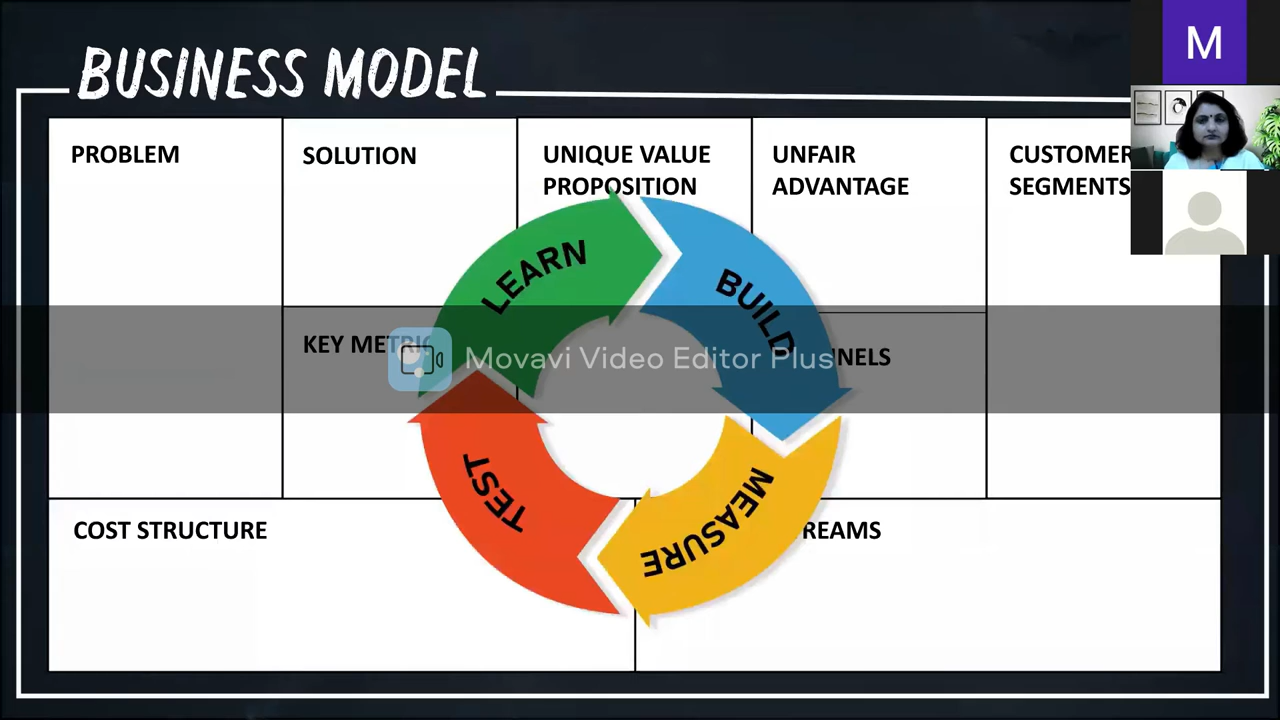 BUSINESS MODEL
M
PROBLEM
SOLUTION
UNIQUE VALUE
PROPOSITION
UNFAIR
ADVANTAGE
CUSTOMER
SEGMENTS
LEARN
BUILD
KEY METRIC
NELS
Movavi Video Editor Plus
TEST
MEASURE
COST STRUCTURE
REAMS